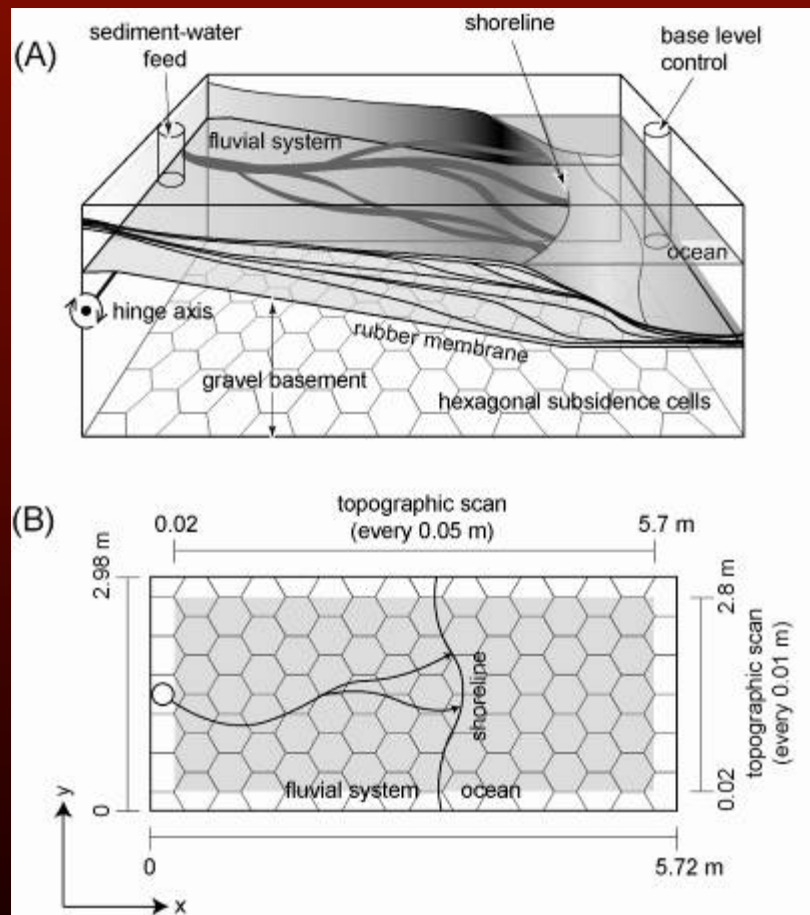 (A)
sediment-water
feed
shoreline
base level
control
fluvial system
ocean
hinge axis
rubber membrane
gravel basement
hexagonal subsidence cells
(B)
topographic scan
(every 0.05 m)
0.02
5.7 m
2.98 m
0
2.8 m
0.02
topographic scan
(every 0.01 m)
shoreline
fluvial system
ocean
y
x
0
5.72 m